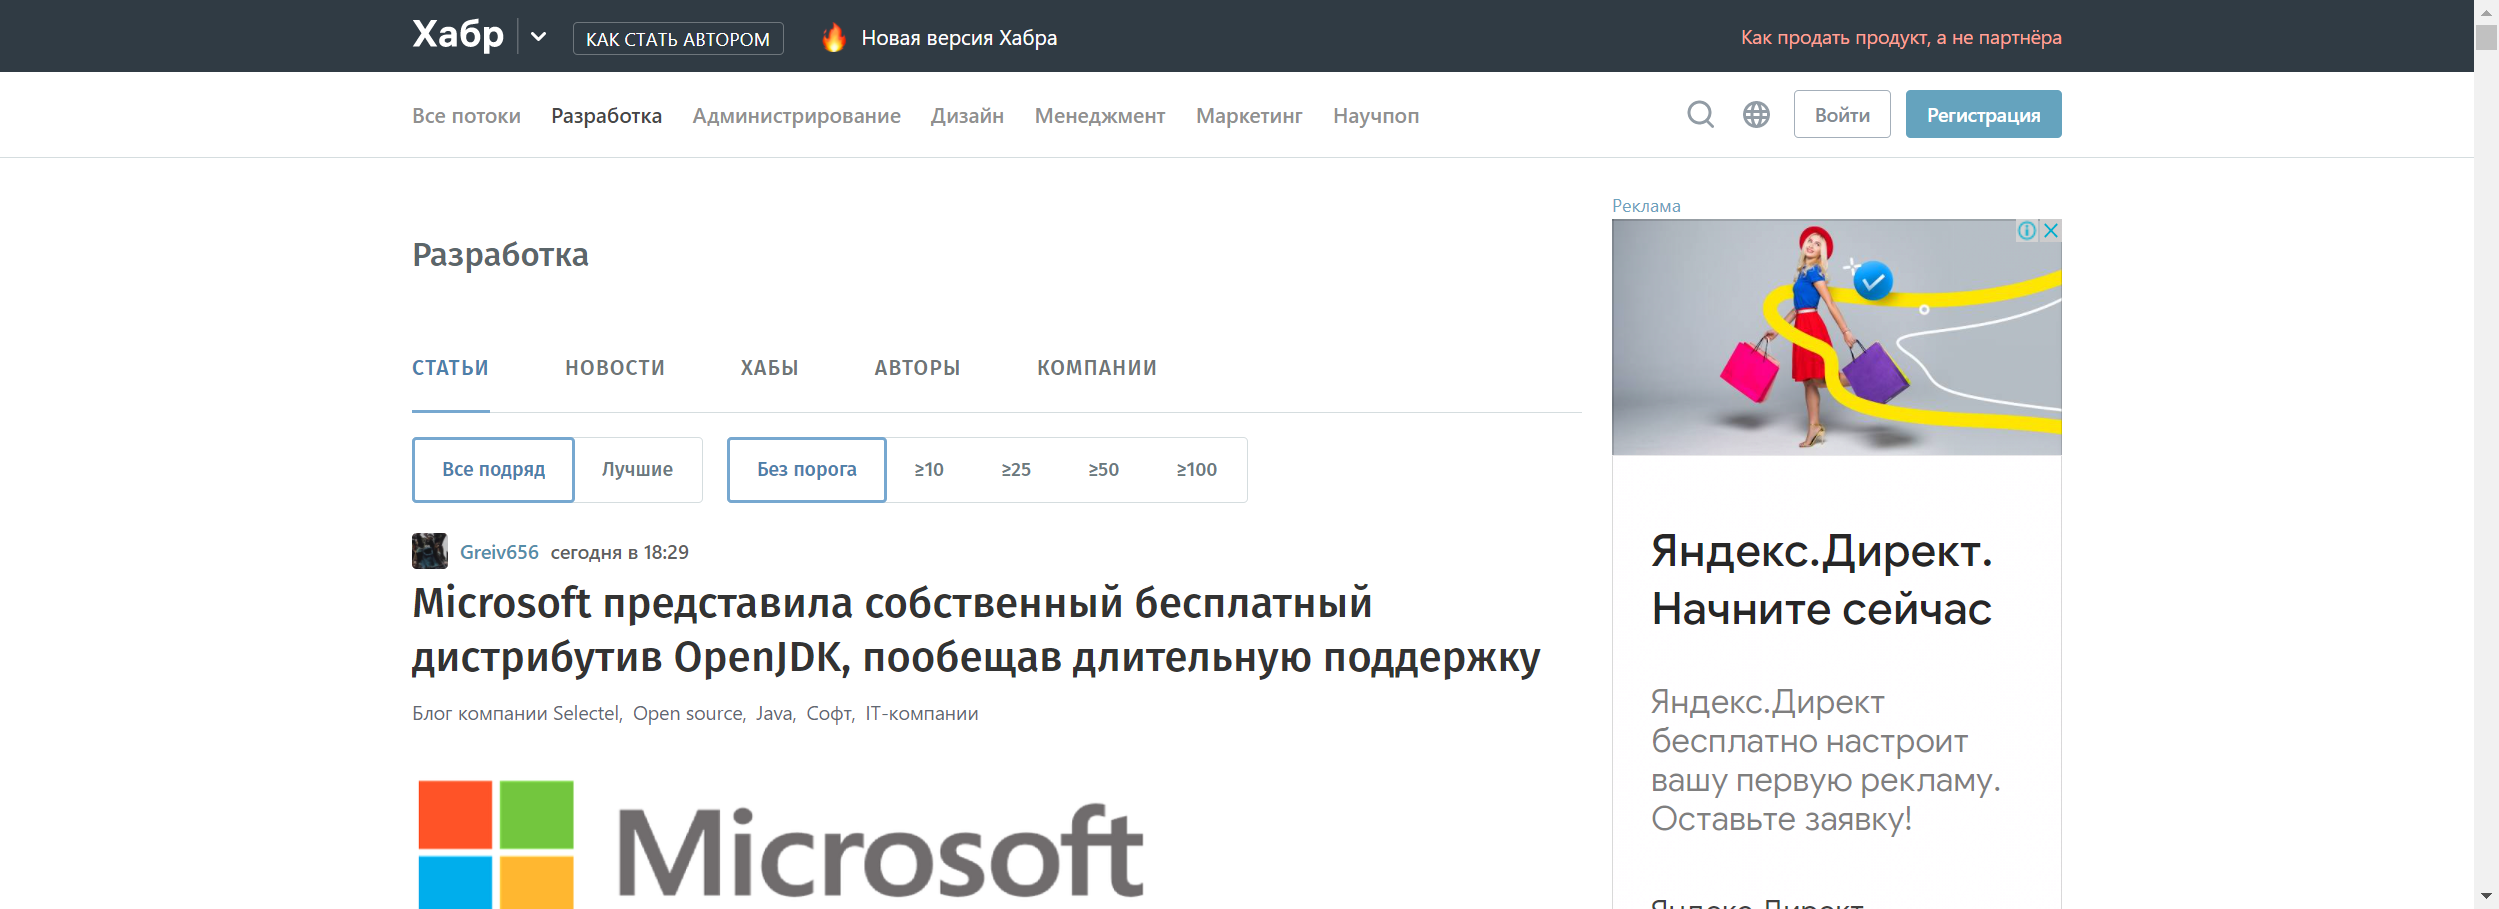 Хабр
КАК СТАТЬ АВТОРОМ
Новая версия Хабра
Как продать продукт, а не партнёра
Все потоки
Разработка
Администрирование
Дизайн
Менеджмент
Маркетинг
Научпоп
Войти
Регистрация
Разработка
СТАТЬИ
НОВОСТИ
ХАБЫ
АВТОРЫ
КОМПАНИИ
Все подряд
Лучшие
Без порога
≥10
≥25
≥50
≥100
Greiv656 сегодня в 18:29
Microsoft представила собственный бесплатный
дистрибутив OpenJDK, пообещав длительную поддержку
Блог компании Selectel, Open source, Java, Софт, IT-компании
Microsoft
Реклама
Яндекс.Директ.
Начните сейчас
Яндекс.Директ
бесплатно настроит
вашу первую рекламу.
Оставьте заявку!